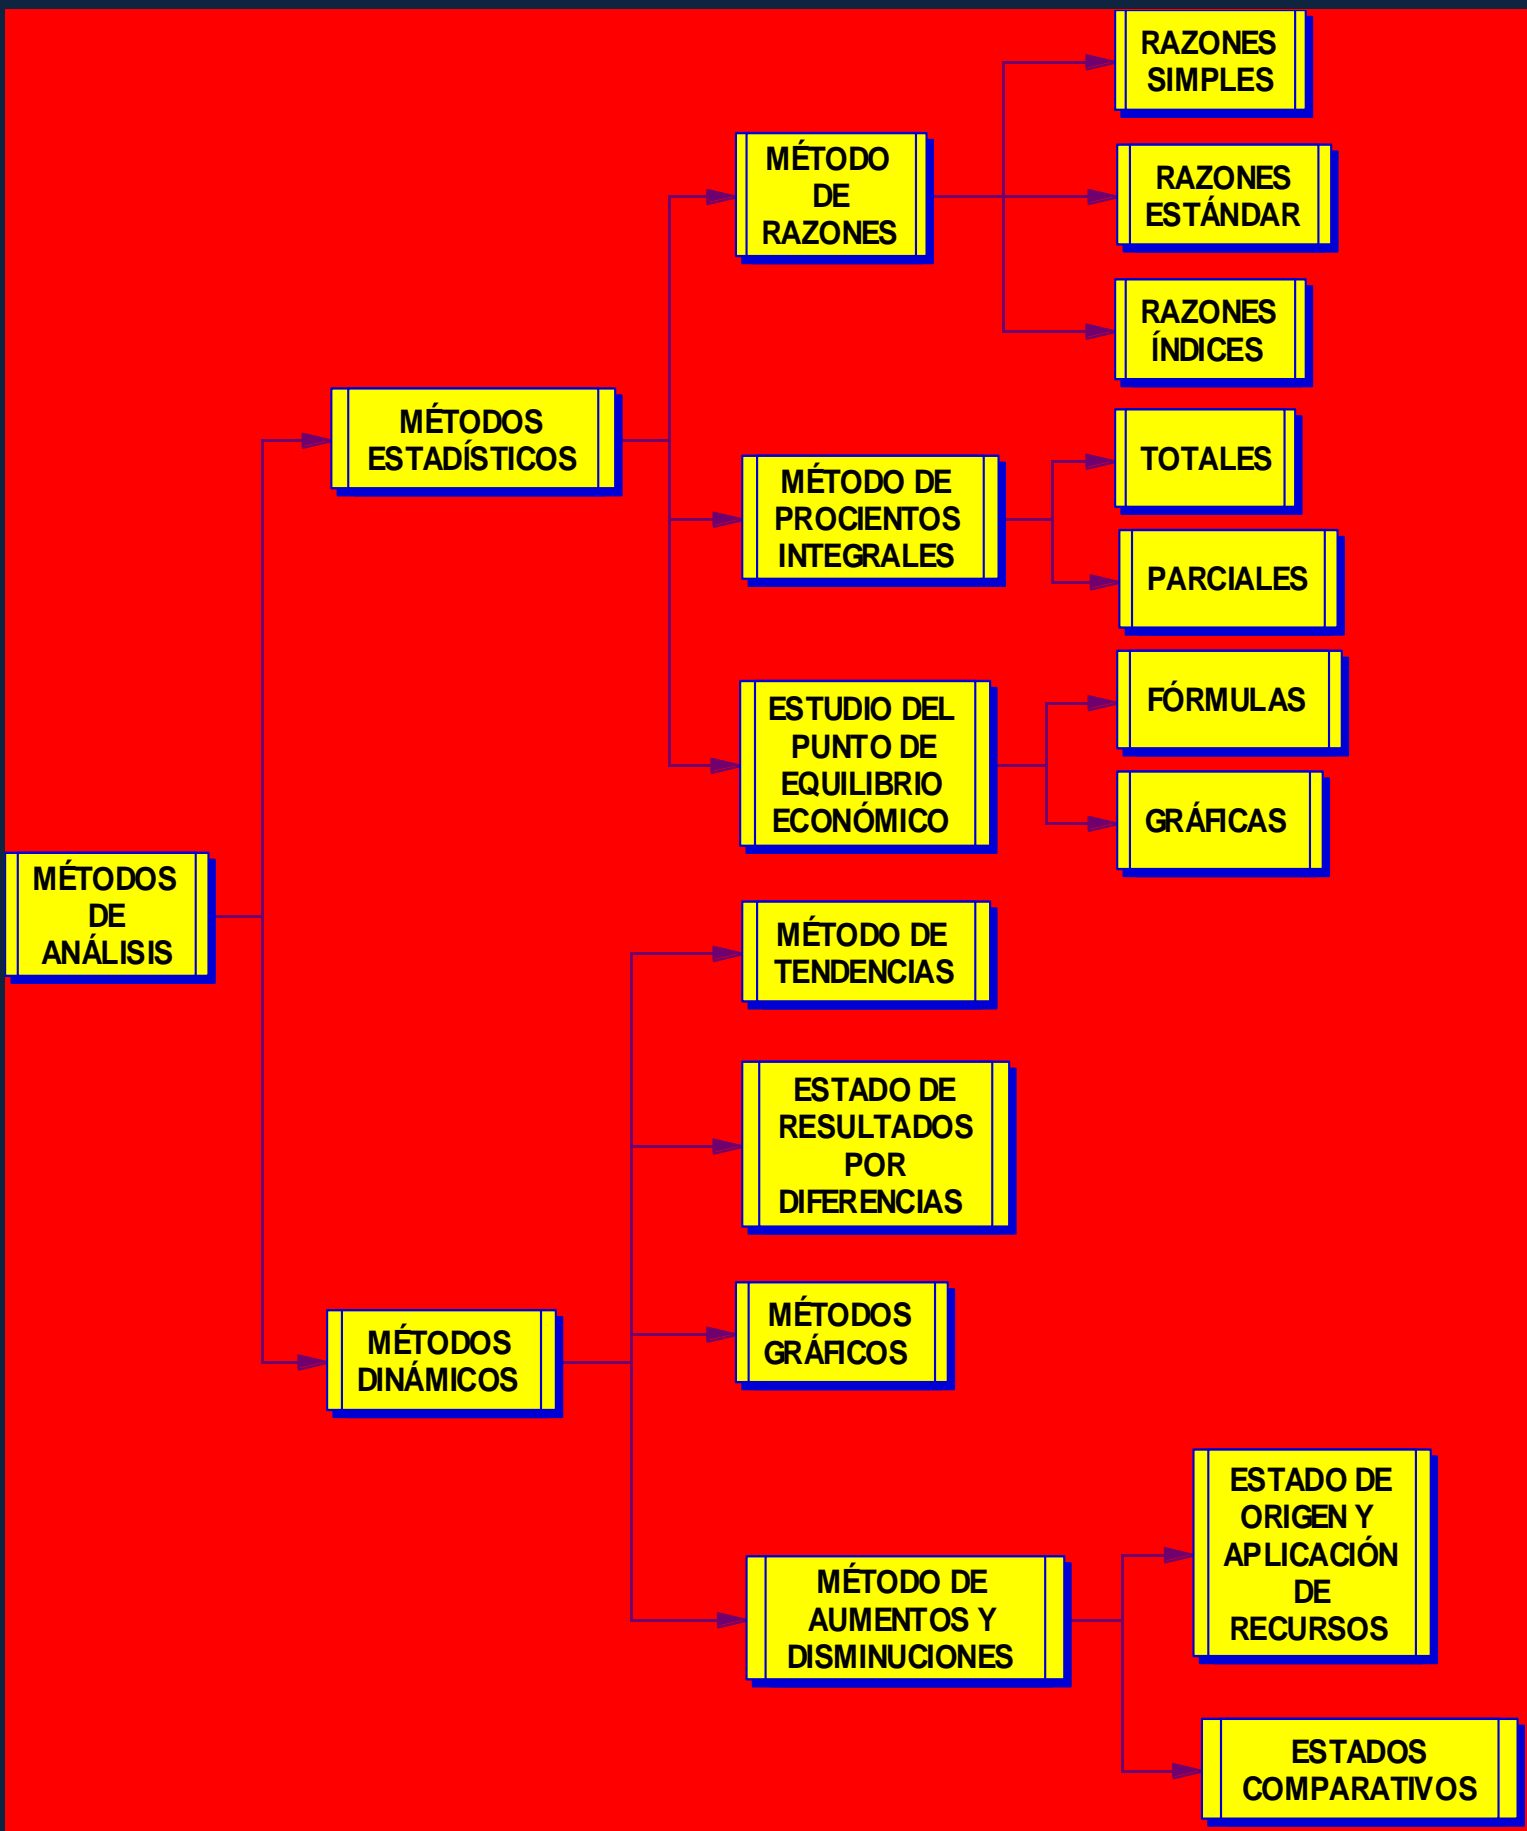 RAZONES
SIMPLES
MÉTODO
DE
RAZONES
RAZONES
ESTÁNDAR
RAZONES
ÍNDICES
MÉTODOS
ESTADÍSTICOS
TOTALES
MÉTODO DE
PROCIENTOS
INTEGRALES
PARCIALES
ESTUDIO DEL
PUNTO DE
EQUILIBRIO
ECONÓMICO
FÓRMULAS
GRÁFICAS
MÉTODOS
DE
ANÁLISIS
MÉTODO DE
TENDENCIAS
ESTADO DE
RESULTADOS
POR
DIFERENCIAS
MÉTODOS
GRÁFICOS
MÉTODOS
DINÁMICOS
ESTADO DE
ORIGEN Y
APLICACIÓN
DE
RECURSOS
MÉTODO DE
AUMENTOS Y
DISMINUCIONES
ESTADOS
COMPARATIVOS